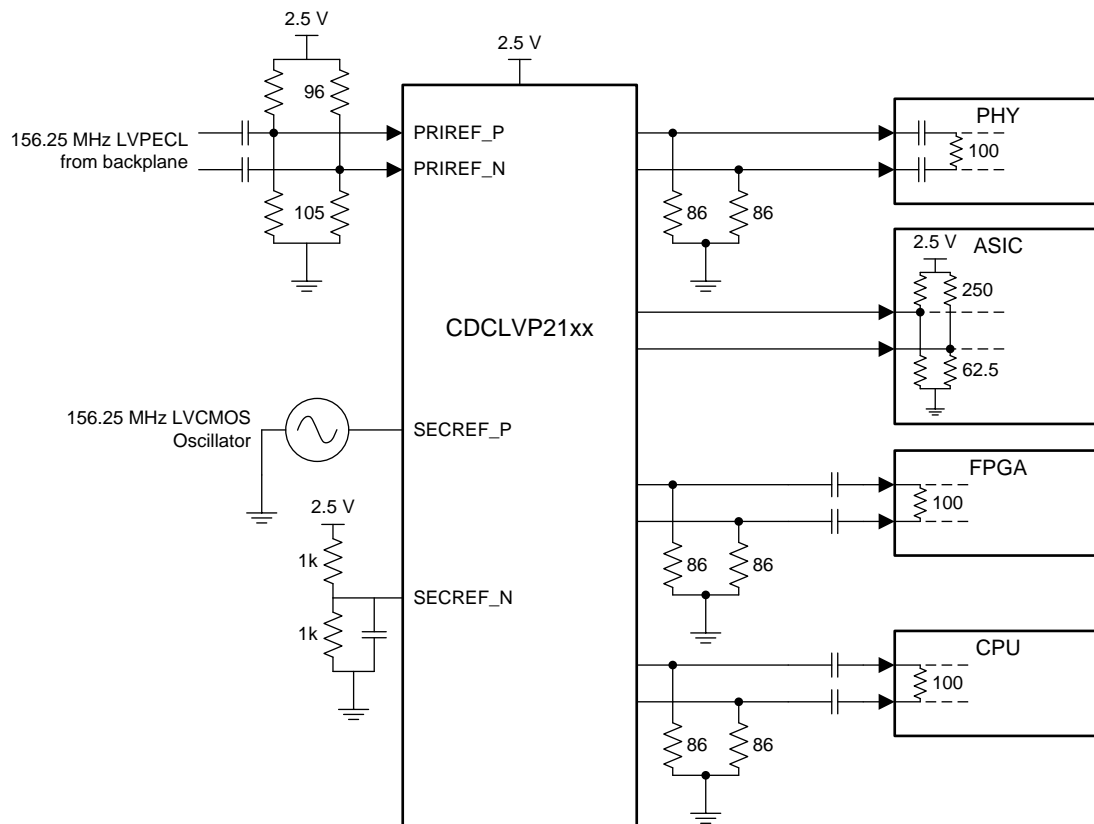 2.5 V
96
156.25 MHz LVPECL
from backplane
105
2.5 V
PRIREF_P
PRIREF_N
CDCLVP21xx
156.25 MHz LVCMOS
Oscillator
SECREF_P
2.5 V
1k
SECREF_N
1k
PHY
100
86
86
ASIC
2.5 V
250
62.5
FPGA
100
86
86
CPU
100
86
86